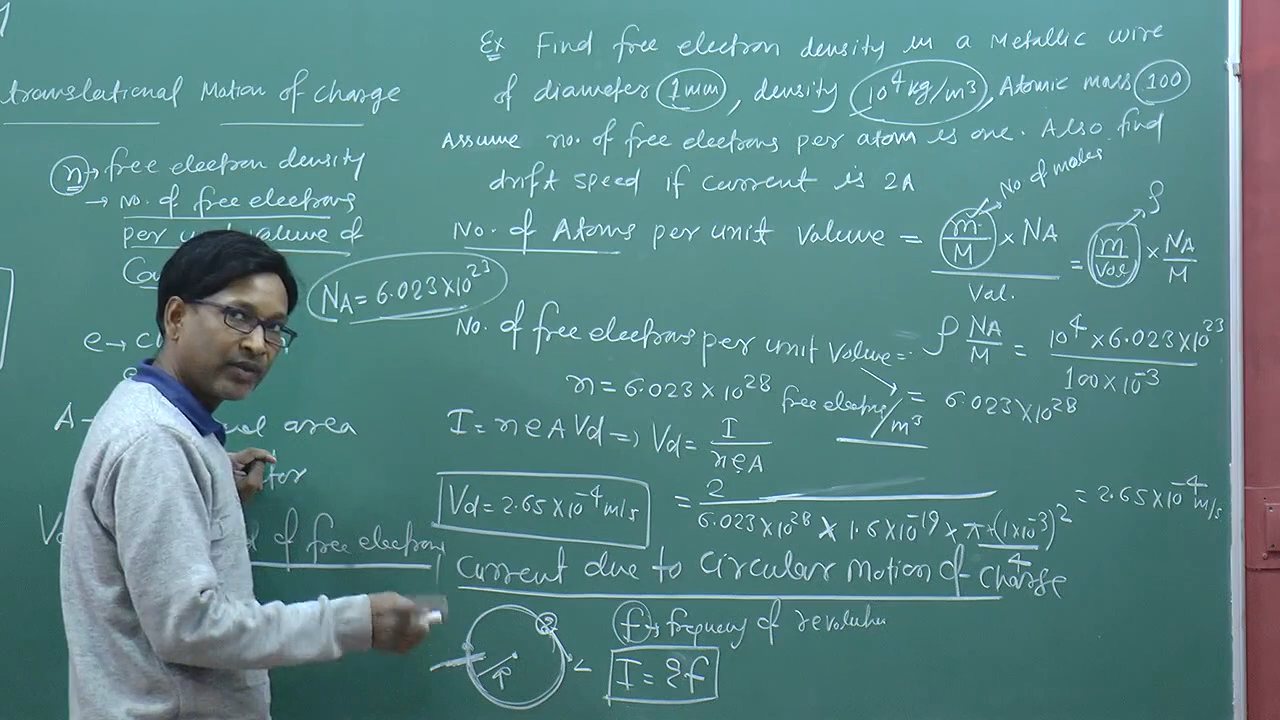 translational Motion of Charge
n → free electron density
→ No. of free electrons
per unit volume of
NA = 6.023×10^23
e →
A →
area
of free electron
Ex Find free electron density in a Metallic wire
of diameter 1mm, density 10^4 kg/m^3, Atomic mass 100
Assume no. of free electrons per atom is one. Also find
drift speed if current is 2A
No. of moles
No. of Atoms per unit Volume = (m/M × NA)/Vol. = m/Vol × NA/M
ρ
No. of free electrons per unit Volume = ρ NA/M = (10^4 × 6.023×10^23)/(100×10^-3)
= 6.023×10^28
n = 6.023×10^28 free electrons/m^3
I = neAVd ⇒ Vd = I/neA
= 2/(6.023×10^28 × 1.6×10^-19 × π × (1×10^-3)^2/4) = 2.65×10^-4 m/s
Vd = 2.65×10^-4 m/s
Current due to Circular Motion of Charge
f → frequency of revolution
q
r
I = qf